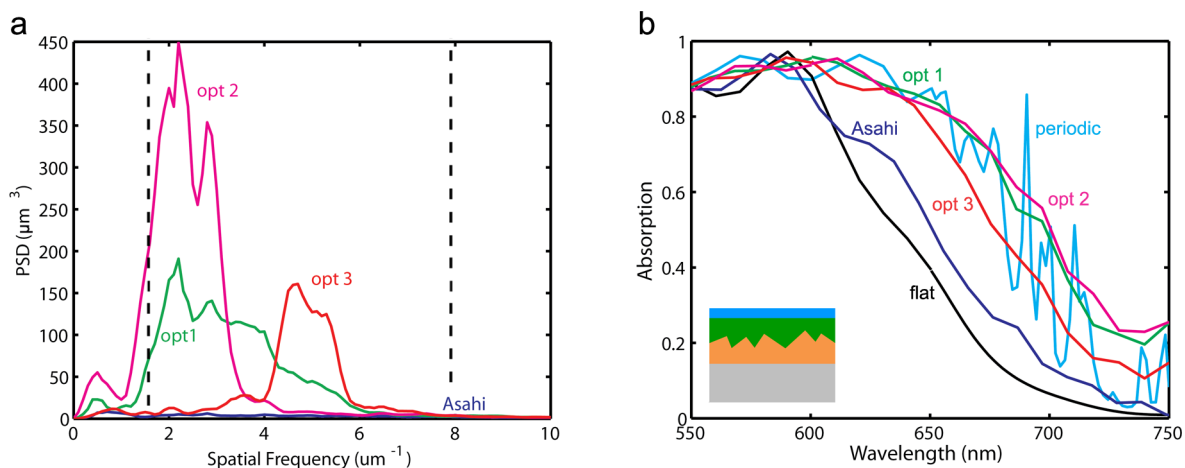 a
450
400
350
300
250
200
150
100
50
0
PSD (μm³)
opt 2
opt1
opt 3
Asahi
0 2 4 6 8 10
Spatial Frequency (um⁻¹)
b
1
0.8
0.6
0.4
0.2
0
Absorption
opt 1
Asahi
periodic
opt 3
opt 2
flat
550 600 650 700 750
Wavelength (nm)